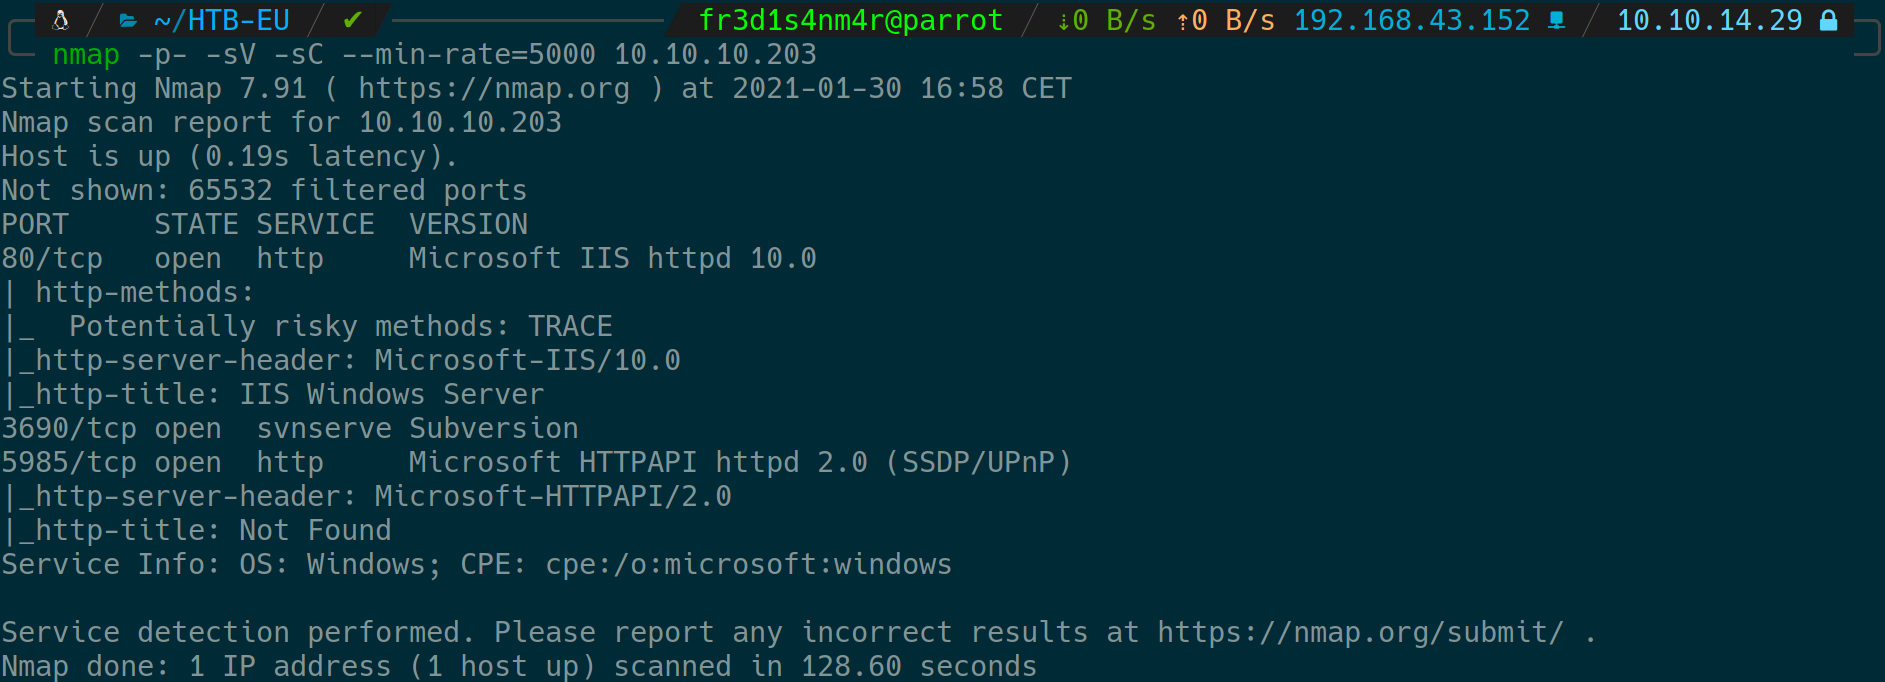 ~/HTB-EU ✔ fr3d1s4nm4r@parrot ⇣0 B/s ⇡0 B/s 192.168.43.152 10.10.14.29
nmap -p- -sV -sC --min-rate=5000 10.10.10.203
Starting Nmap 7.91 ( https://nmap.org ) at 2021-01-30 16:58 CET
Nmap scan report for 10.10.10.203
Host is up (0.19s latency).
Not shown: 65532 filtered ports
PORT     STATE SERVICE  VERSION
80/tcp   open  http     Microsoft IIS httpd 10.0
| http-methods:
|_  Potentially risky methods: TRACE
|_http-server-header: Microsoft-IIS/10.0
|_http-title: IIS Windows Server
3690/tcp open  svnserve Subversion
5985/tcp open  http     Microsoft HTTPAPI httpd 2.0 (SSDP/UPnP)
|_http-server-header: Microsoft-HTTPAPI/2.0
|_http-title: Not Found
Service Info: OS: Windows; CPE: cpe:/o:microsoft:windows
Service detection performed. Please report any incorrect results at https://nmap.org/submit/ .
Nmap done: 1 IP address (1 host up) scanned in 128.60 seconds